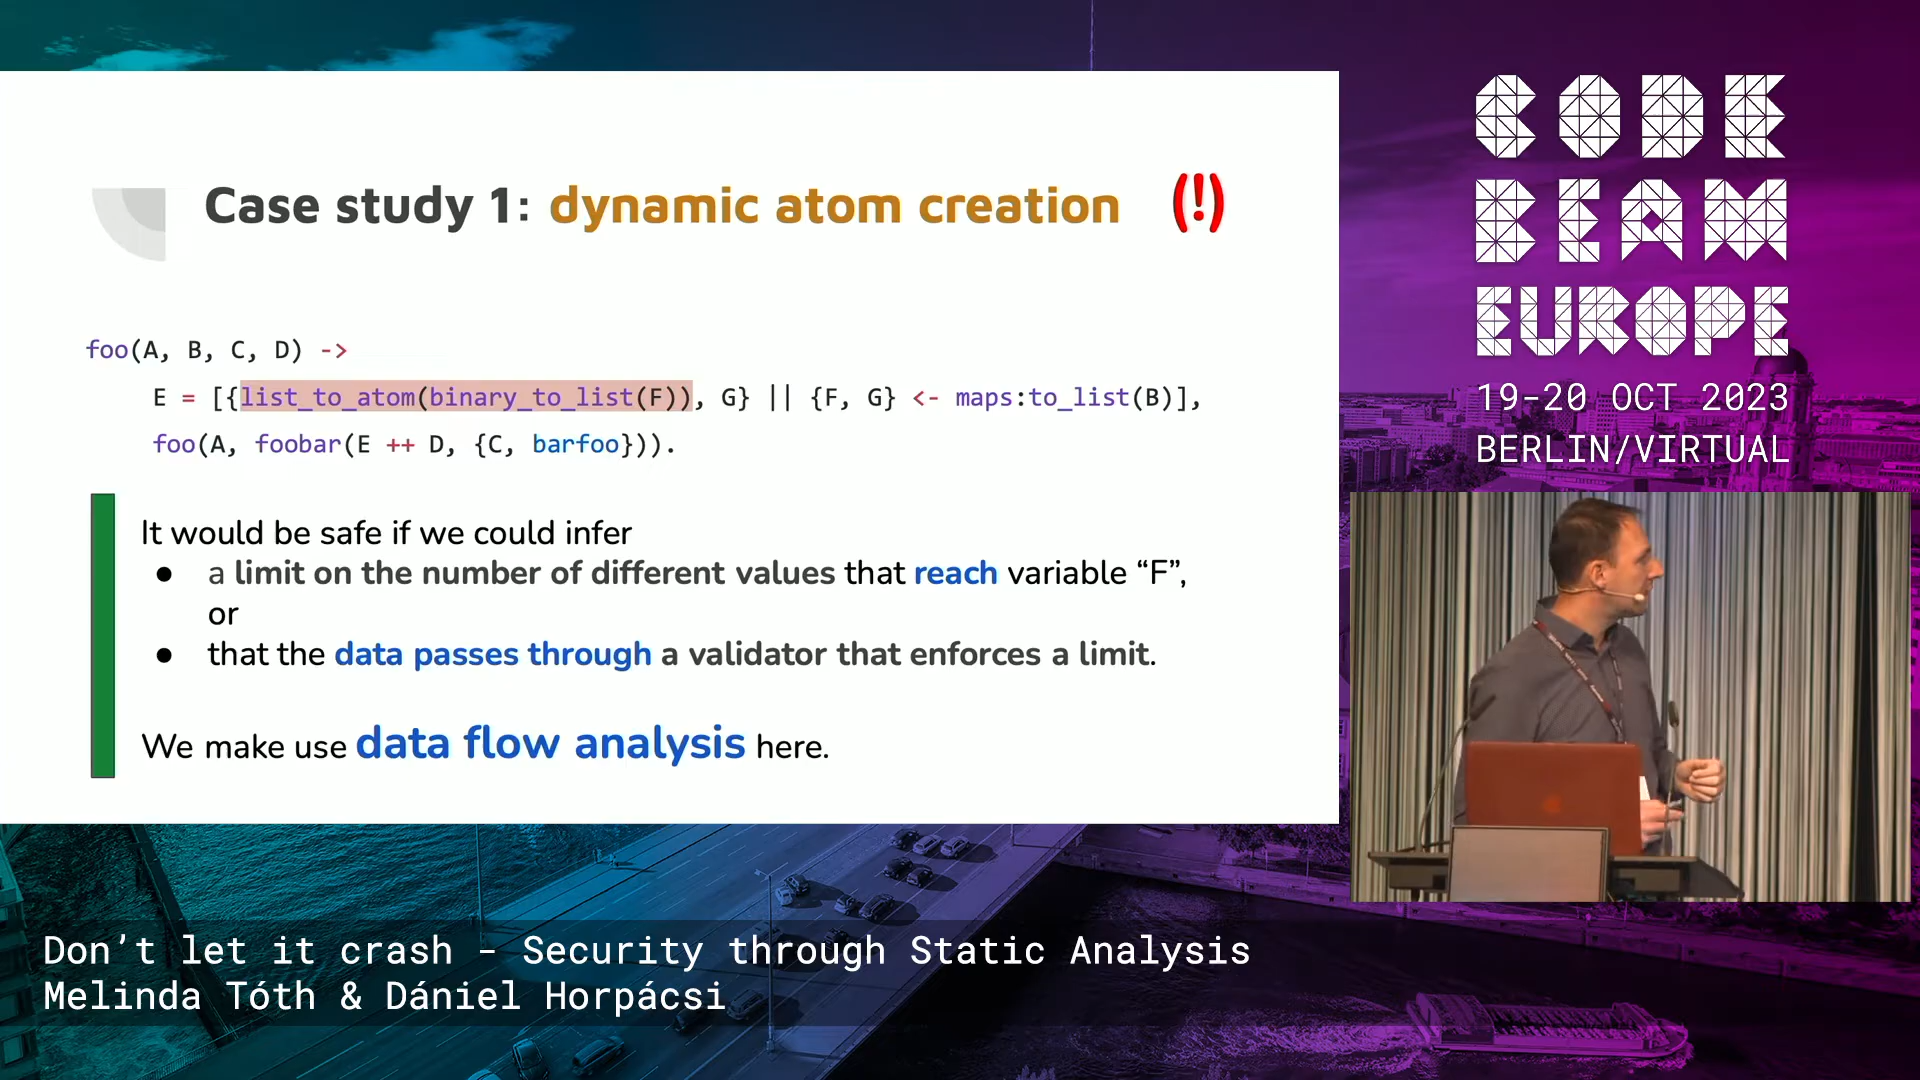 Case study 1: dynamic atom creation (!)
foo(A, B, C, D) ->
E = [{list_to_atom(binary_to_list(F)), G} || {F, G} <- maps:to_list(B)],
foo(A, foobar(E ++ D, {C, barfoo})).
It would be safe if we could infer
● a limit on the number of different values that reach variable “F”,
or
● that the data passes through a validator that enforces a limit.
We make use data flow analysis here.
CODE
BEAM
EUROPE
19-20 OCT 2023
BERLIN/VIRTUAL
Don’t let it crash - Security through Static Analysis
Melinda Tóth & Dániel Horpácsi